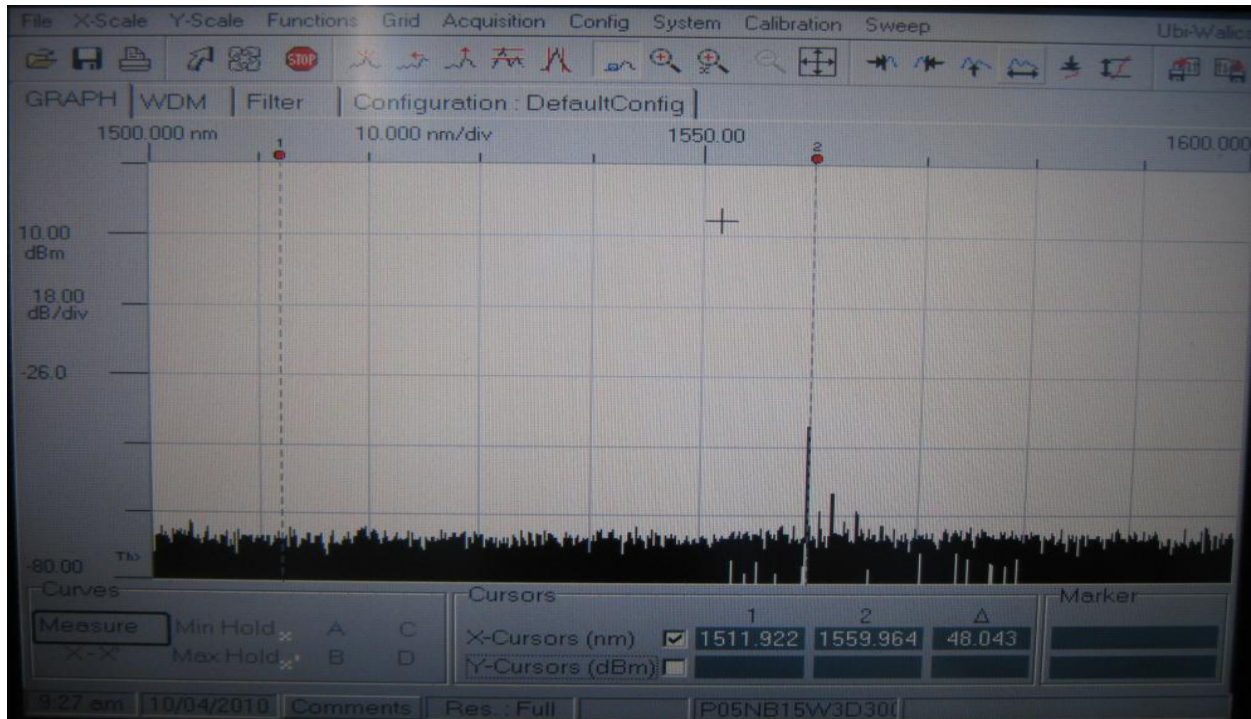 File X-Scale Y-Scale Functions Grid Acquisition Config System Calibration Sweep
STOP
GRAPH WDM Filter Configuration : DefaultConfig
1500.000 nm 1 10.000 nm/div 1550.00 2 1600.000
10.00
dBm
18.00
dB/div
-26.0
-80.00
Curves Cursors Marker
1 2 Δ
Measure Min Hold A C X-Cursors (nm) 1511.922 1559.964 48.043
X-X' Max Hold B D Y-Cursors (dBm)
9:27 am 10/04/2010 Comments Res..: Full